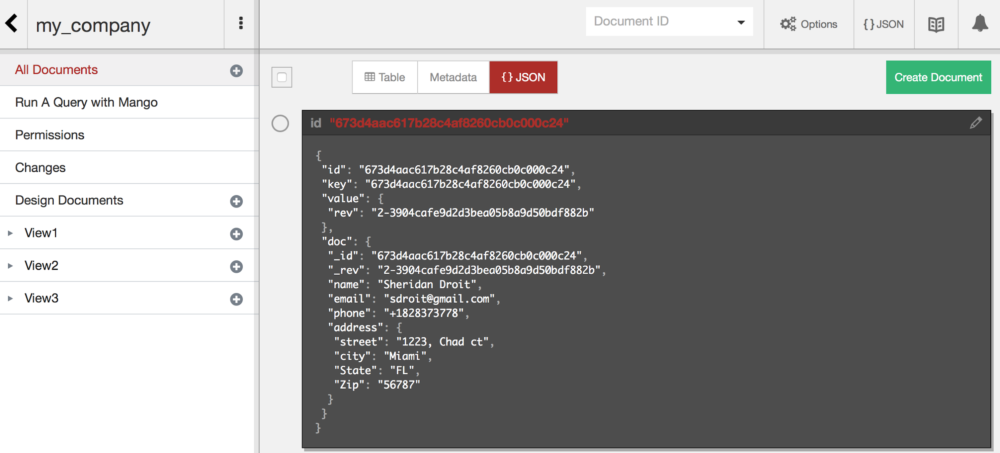 my_company
Document ID
Options
{} JSON
All Documents
Run A Query with Mango
Permissions
Changes
Design Documents
View1
View2
View3
Table
Metadata
{} JSON
Create Document
id "673d4aac617b28c4af8260cb0c000c24"
{
"id": "673d4aac617b28c4af8260cb0c000c24",
"key": "673d4aac617b28c4af8260cb0c000c24",
"value": {
"rev": "2-3904cafe9d2d3bea05b8a9d50bdf882b"
},
"doc": {
"_id": "673d4aac617b28c4af8260cb0c000c24",
"_rev": "2-3904cafe9d2d3bea05b8a9d50bdf882b",
"name": "Sheridan Droit",
"email": "sdroit@gmail.com",
"phone": "+1828373778",
"address": {
"street": "1223, Chad ct",
"city": "Miami",
"State": "FL",
"Zip": "56787"
}
}
}